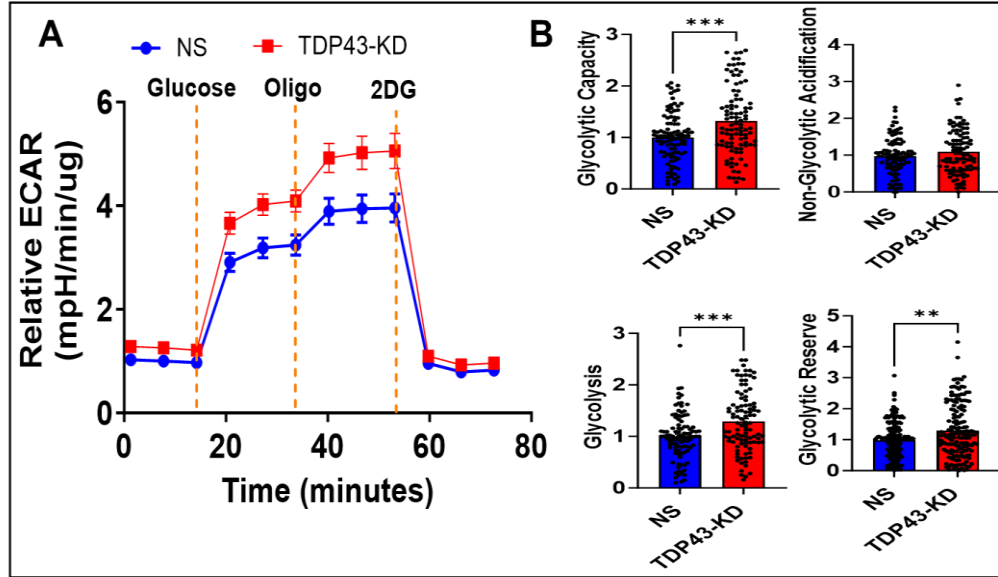 A
NS
TDP43-KD
Glucose
Oligo
2DG
Relative ECAR
(mpH/min/ug)
6
4
2
0
0
20
40
60
80
Time (minutes)
B
***
Glycolytic Capacity
3
2
1
0
NS
TDP43-KD
Non-Glycolytic Acidification
4
3
2
1
0
NS
TDP43-KD
***
Glycolysis
3
2
1
0
NS
TDP43-KD
**
Glycolytic Reserve
5
4
3
2
1
0
NS
TDP43-KD